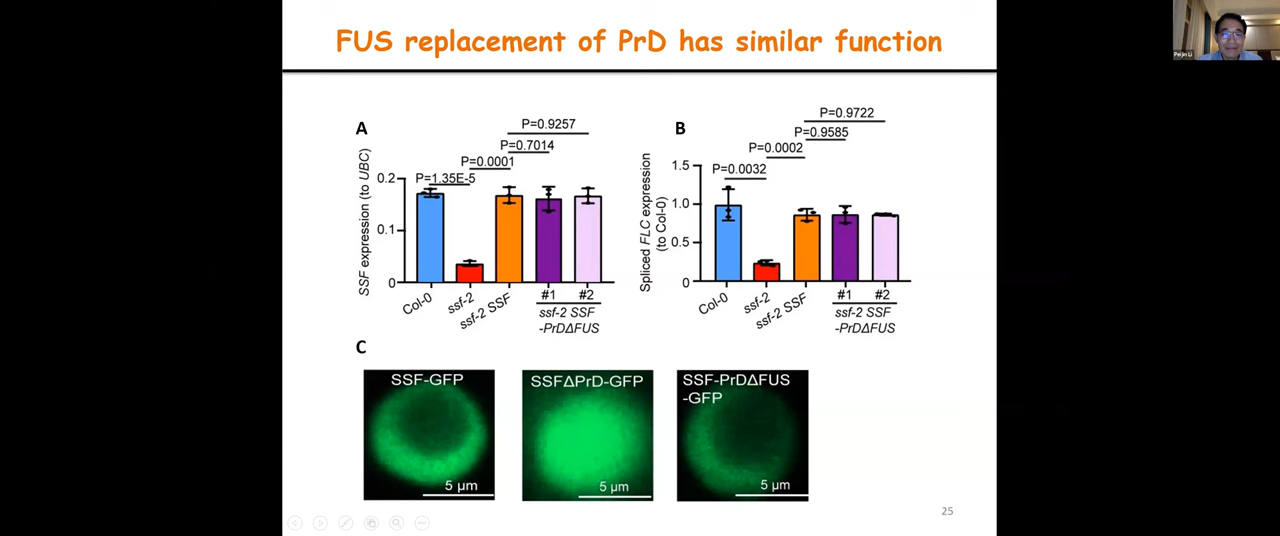 FUS replacement of PrD has similar function
Peijin Li
A
SSF expression (to UBC)
0.2
0.1
0
P=1.35E-5
P=0.0001
P=0.7014
P=0.9257
Col-0
ssf-2
ssf-2 SSF
#1
#2
ssf-2 SSF
-PrDΔFUS
B
Spliced FLC expression
(to Col-0)
1.5
1.0
0.5
0
P=0.0032
P=0.0002
P=0.9585
P=0.9722
Col-0
ssf-2
ssf-2 SSF
#1
#2
ssf-2 SSF
-PrDΔFUS
C
SSF-GFP
5 µm
SSFΔPrD-GFP
5 µm
SSF-PrDΔFUS
-GFP
5 µm
25